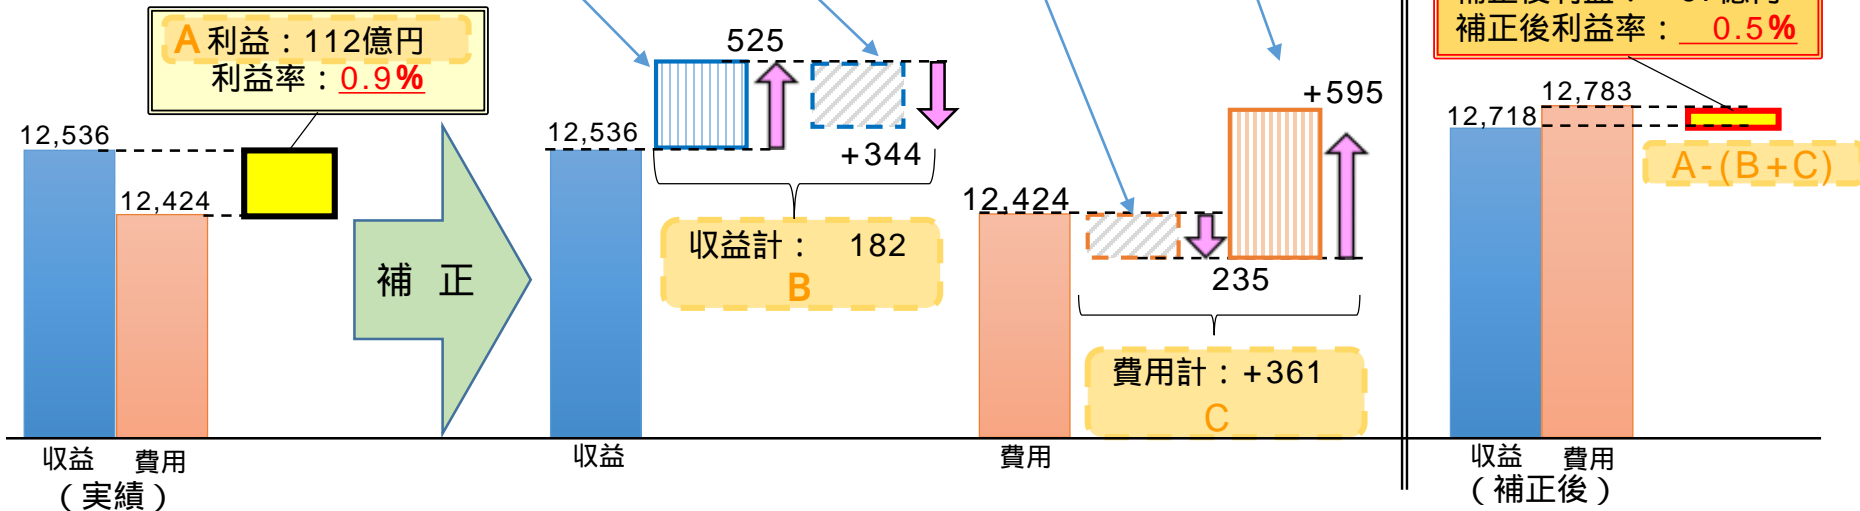 A 利益：112億円
利益率：0.9%
12,536
12,424
収益
費用
（実績）
補 正
12,536
525
+344
収益計： 182
B
収益
12,424
235
+595
費用計：+361
C
費用
補正後利益率： 0.5%
12,718
12,783
A-(B+C)
収益
費用
（補正後）